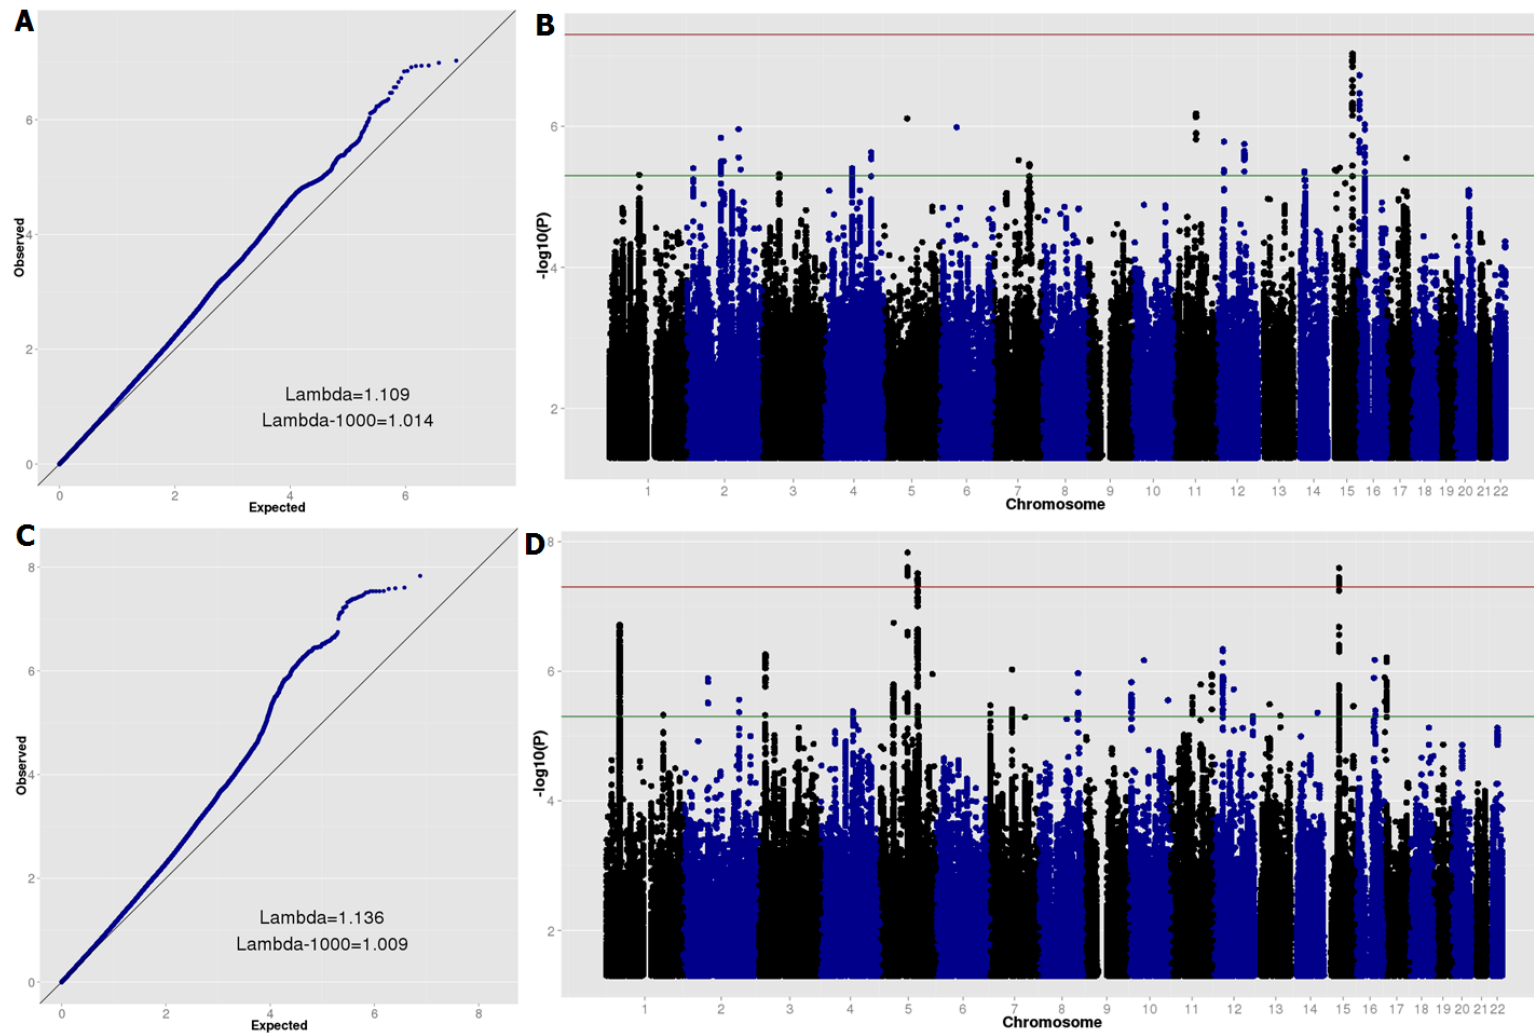 A
B
6
4
2
0
Observed
Lambda=1.109
Lambda-1000=1.014
0 2 4 6
Expected
6
4
2
-log10(P)
1 2 3 4 5 6 7 8 9 10 11 12 13 14 15 16 17 18 19 20 21 22
Chromosome
C
D
8
6
4
2
0
Observed
Lambda=1.136
Lambda-1000=1.009
0 2 4 6 8
Expected
8
6
4
2
-log10(P)
1 2 3 4 5 6 7 8 9 10 11 12 13 14 15 16 17 18 19 20 21 22
Chromosome